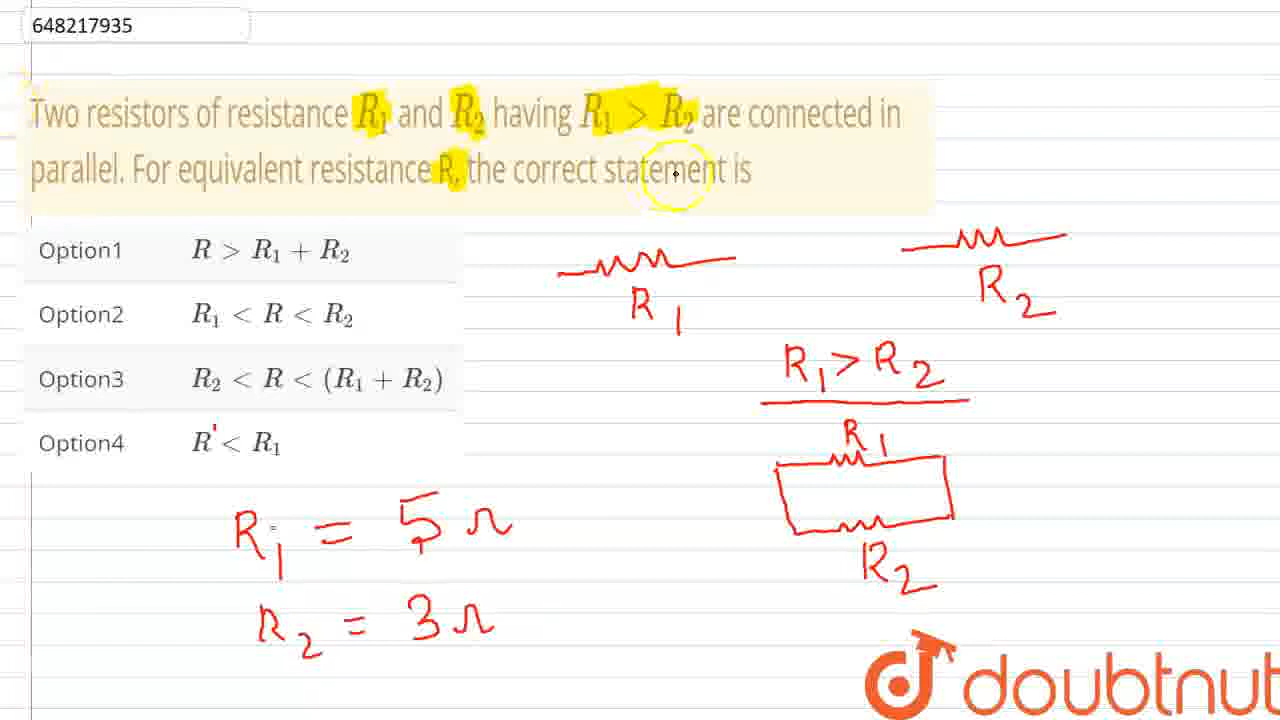 648217935
Two resistors of resistance R₁ and R₂ having R₁ > R₂ are connected in
parallel. For equivalent resistance R, the correct statement is
Option1 R > R₁ + R₂
Option2 R₁ < R < R₂
Option3 R₂ < R < (R₁ + R₂)
Option4 R' < R₁
R₁
R₂
R₁ > R₂
R₁
R₂
R₁ = 5 Ω
R₂ = 3 Ω
doubtnut